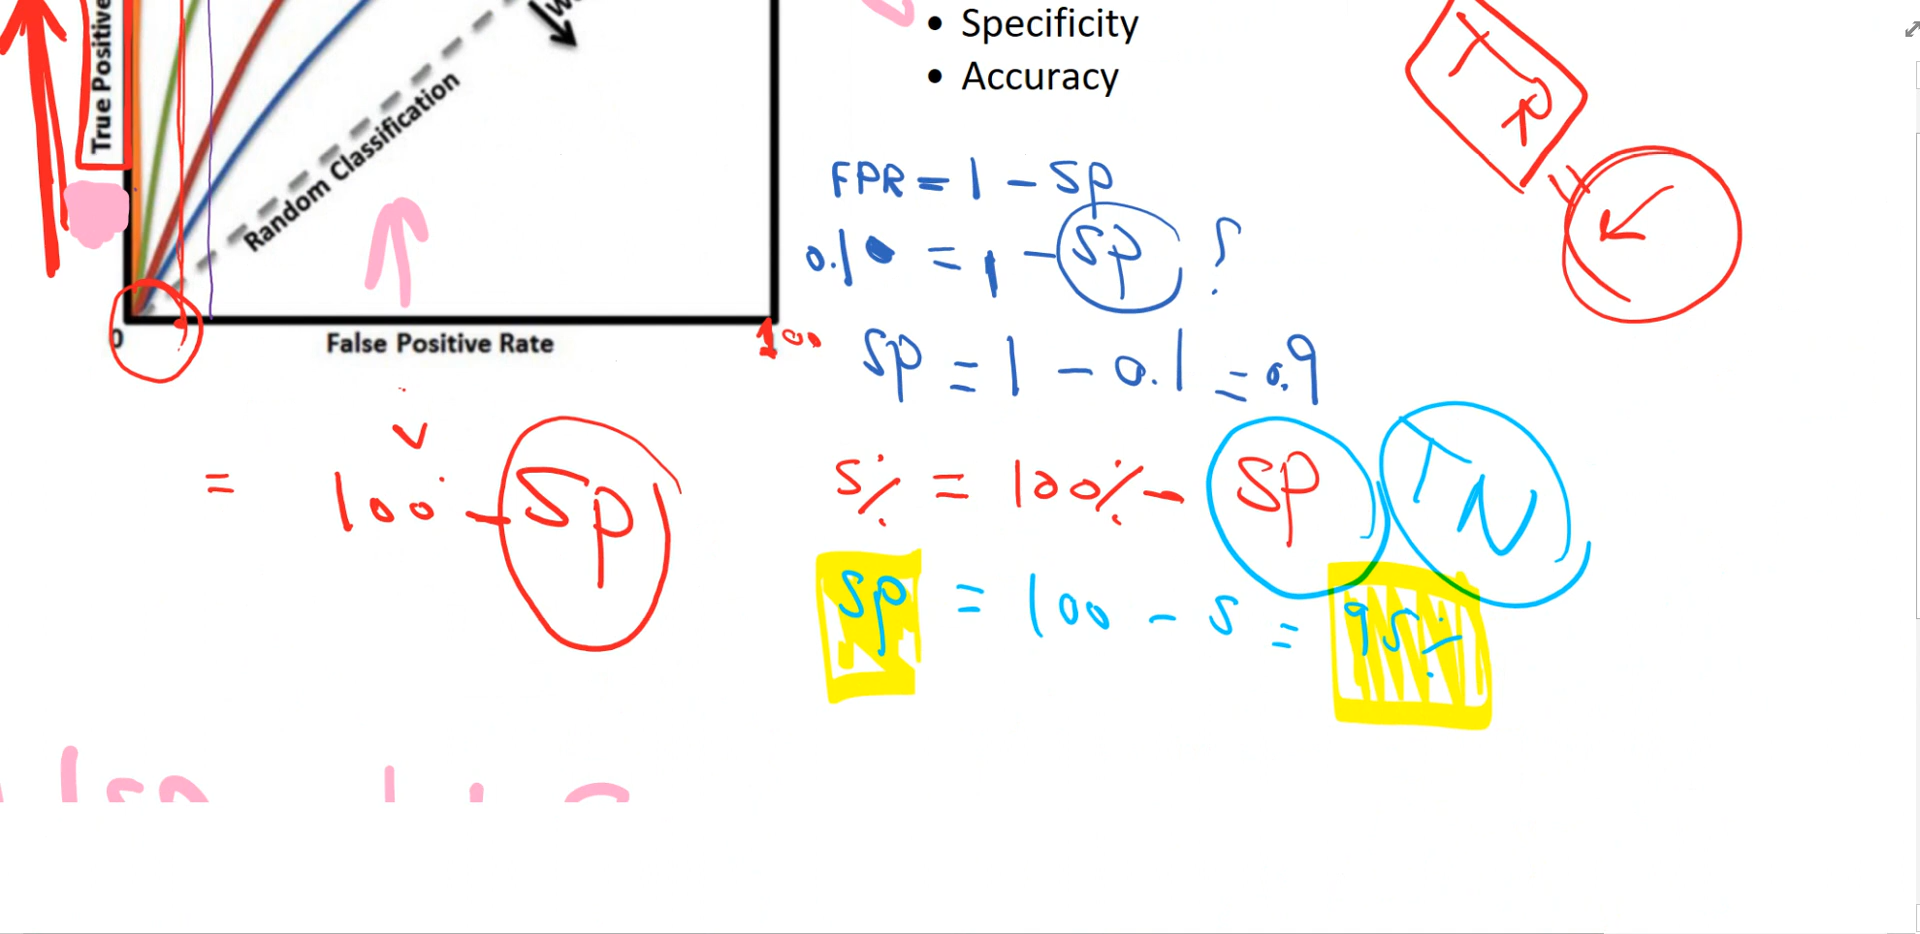 True Positive
W
Random Classification
0
False Positive Rate
100
= 100 - Sp
• Specificity
• Accuracy
FPR = 1 - Sp
0.1 = 1 - Sp ?
Sp = 1 - 0.1 = 0.9
5% = 100% - SP TN
Sp = 100 - 5 = 95%